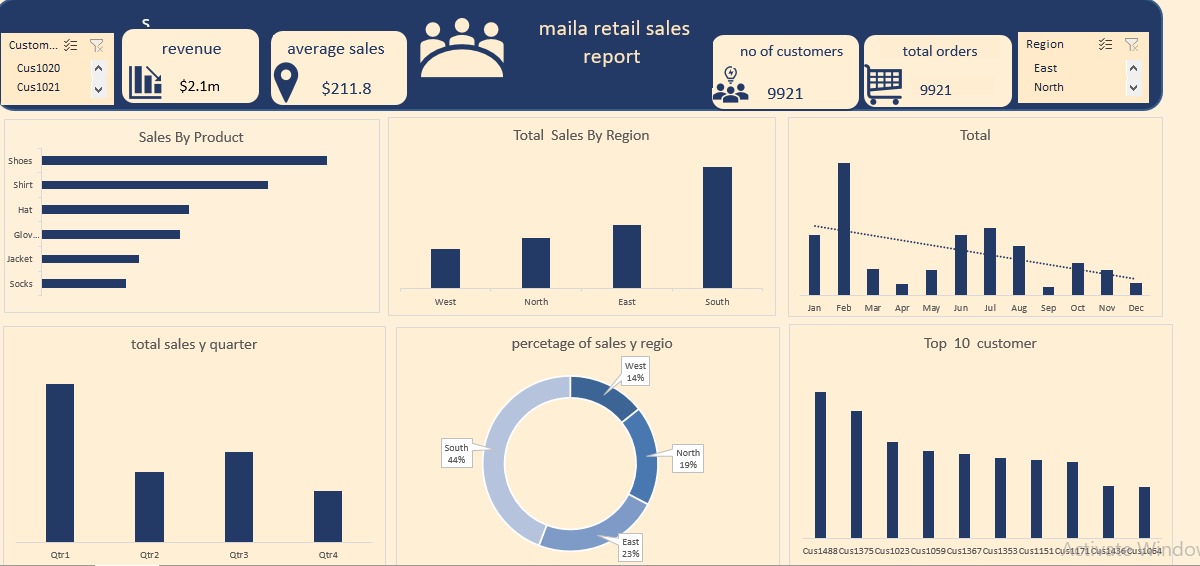 s
Custom...
Cus1020
Cus1021
revenue
$2.1m
average sales
$211.8
maila retail sales
report
no of customers
9921
total orders
9921
Region
East
North
Sales By Product
Shoes
Shirt
Hat
Glov...
Jacket
Socks
Total Sales By Region
West North East South
Total
Jan Feb Mar Apr May Jun Jul Aug Sep Oct Nov Dec
total sales y quarter
Qtr1 Qtr2 Qtr3 Qtr4
percetage of sales y regio
West
14%
North
19%
South
44%
East
23%
Top 10 customer
Cus1488 Cus1375 Cus1023 Cus1059 Cus1367 Cus1353 Cus1151 Cus1171 Cus1436 Cus1064
Activate Window